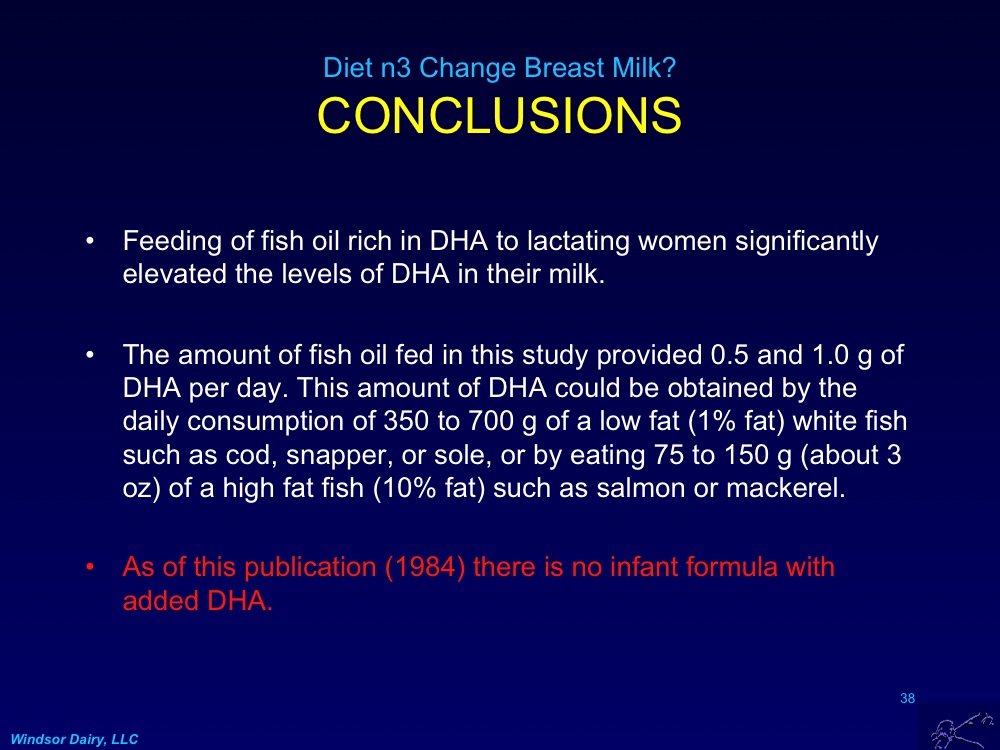 Diet n3 Change Breast Milk?
CONCLUSIONS
• Feeding of fish oil rich in DHA to lactating women significantly
elevated the levels of DHA in their milk.
• The amount of fish oil fed in this study provided 0.5 and 1.0 g of
DHA per day. This amount of DHA could be obtained by the
daily consumption of 350 to 700 g of a low fat (1% fat) white fish
such as cod, snapper, or sole, or by eating 75 to 150 g (about 3
oz) of a high fat fish (10% fat) such as salmon or mackerel.
• As of this publication (1984) there is no infant formula with
added DHA.
38
Windsor Dairy, LLC